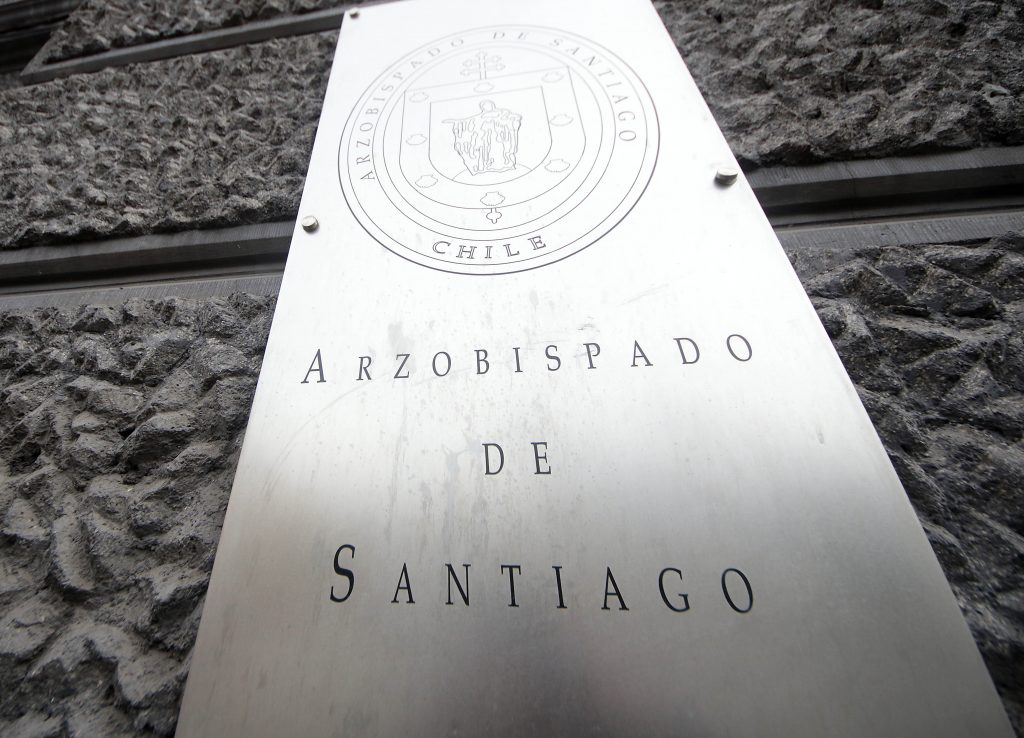 ARZOBISPADO DE SANTIAGO
CHILE
ARZOBISPADO
DE
SANTIAGO